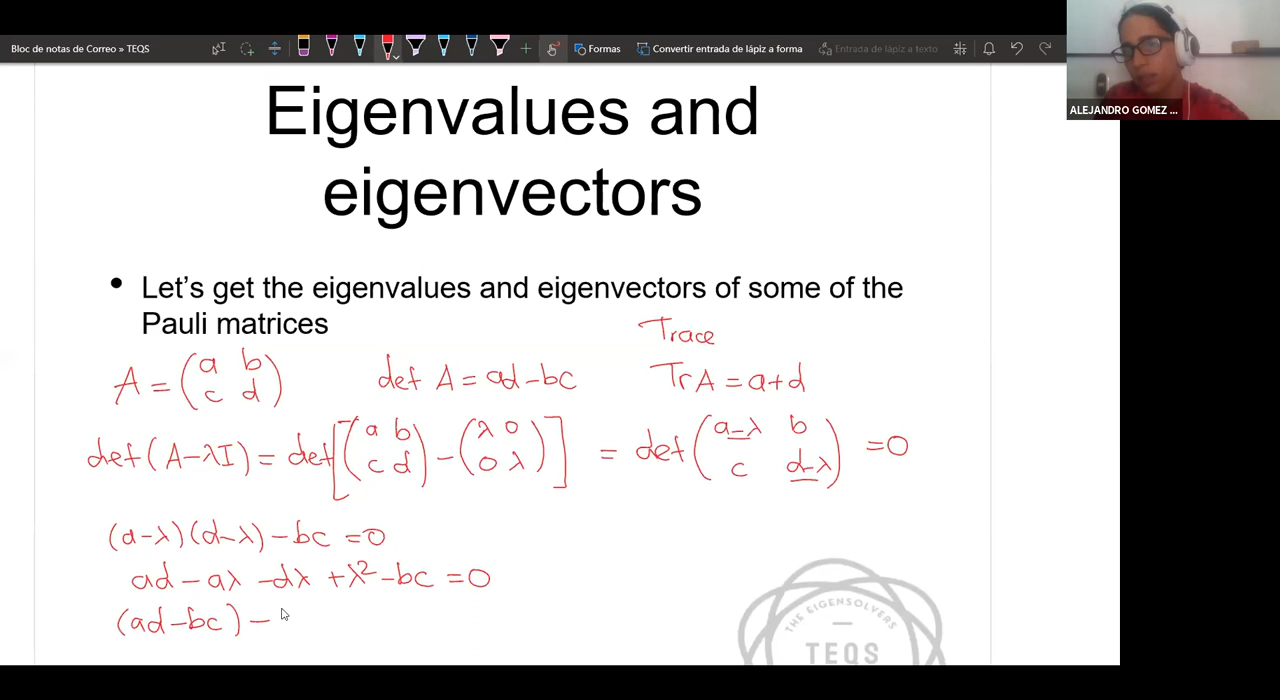 Bloc de notas de Correo » TEQS
Formas
Convertir entrada de lápiz a forma
Entrada de lápiz a texto
ALEJANDRO GOMEZ ...
Eigenvalues and
eigenvectors
• Let's get the eigenvalues and eigenvectors of some of the
Pauli matrices
Trace
A = (a b
c d)
det A = ad - bc
Tr A = a + d
det(A - λI) = det[(a b
c d) - (λ 0
0 λ)] = det(a - λ b
c d - λ) = 0
(a - λ)(d - λ) - bc = 0
ad - aλ - dλ + λ² - bc = 0
(ad - bc) -
THE EIGENSOLVERS
TEQS